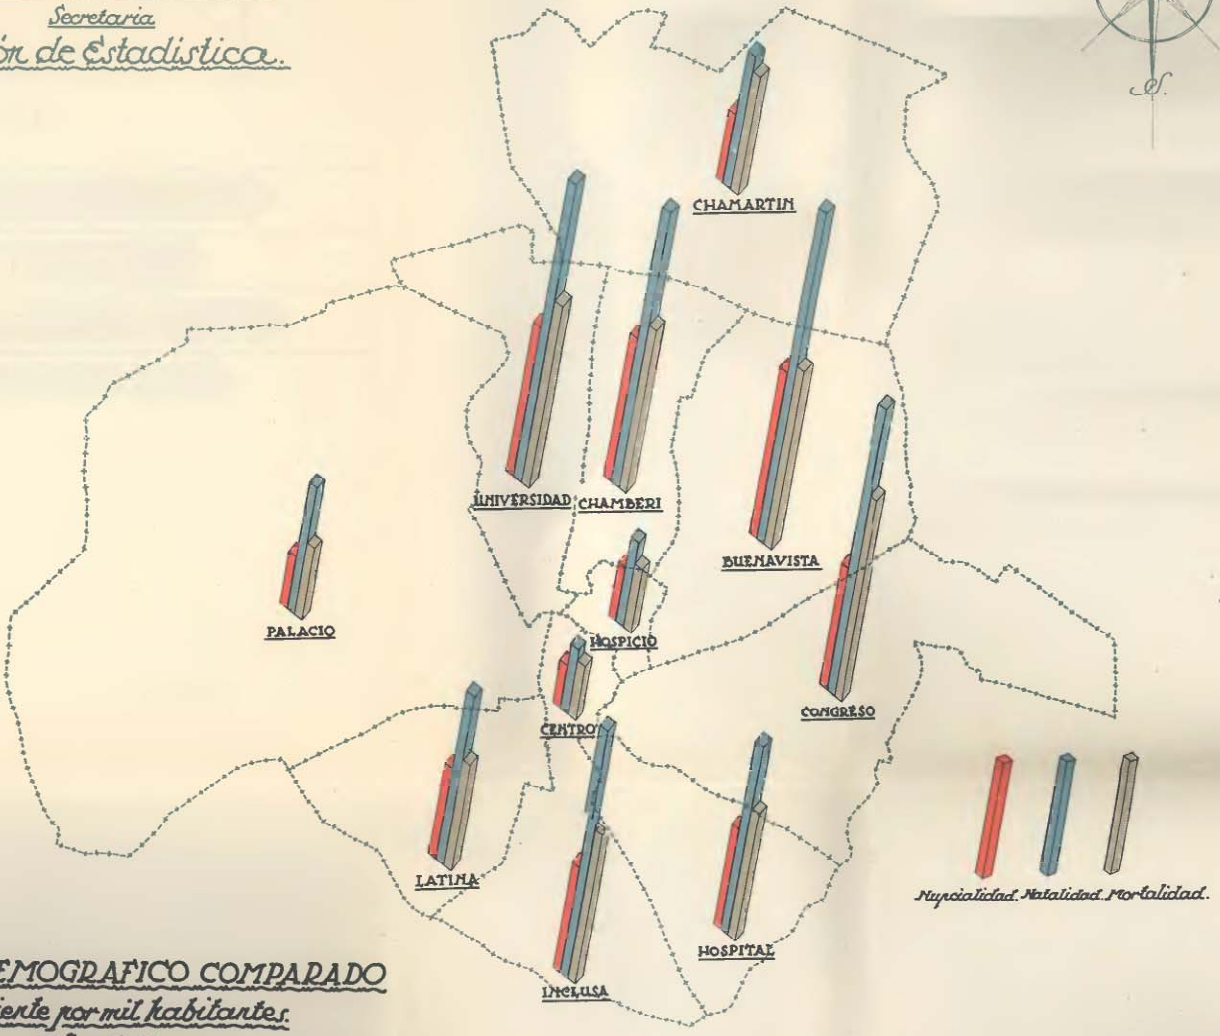 Secretaria
ón de Estadistica.
S.
CHAMARTIN
UNIVERSIDAD
CHAMBERI
BUENAVISTA
PALACIO
HOSPICIO
CENTRO
CONGRESO
LATINA
HOSPITAL
INCLUSA
Nupcialidad. Natalidad. Mortalidad.
EMOGRAFICO COMPARADO
iente por mil habitantes.